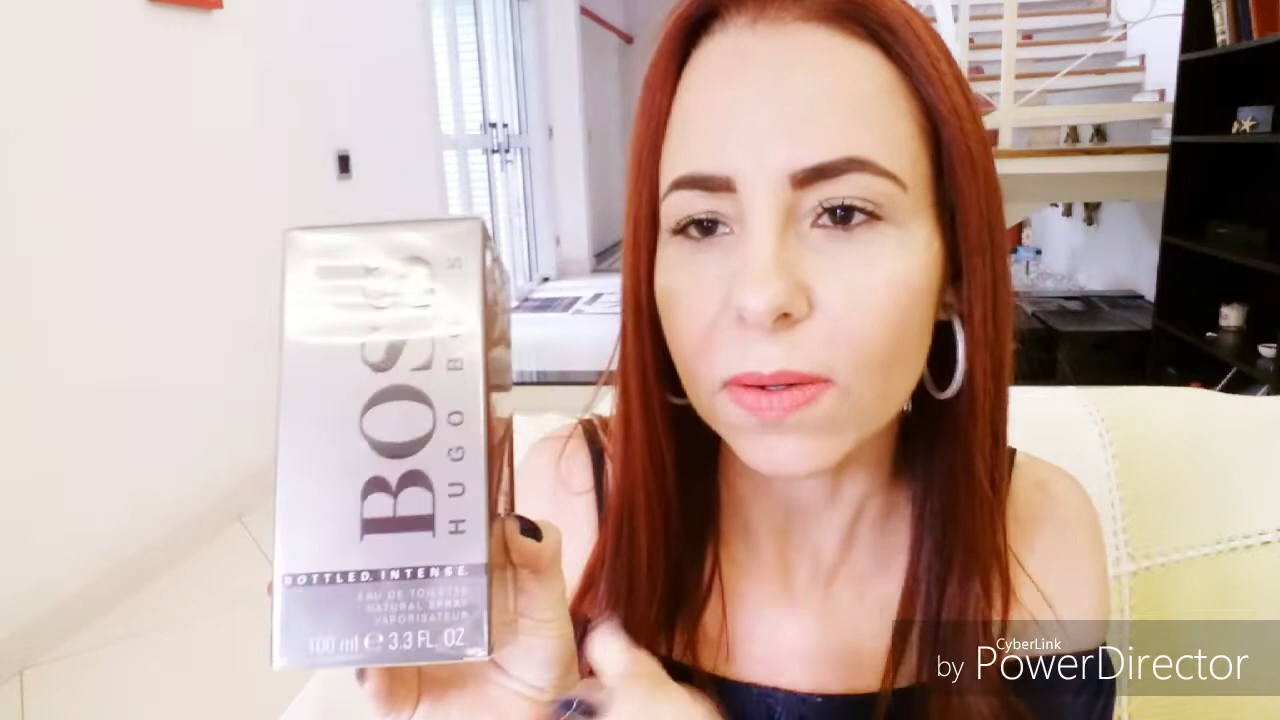 BOSS
HUGO BOSS
BOTTLED. INTENSE.
EAU DE TOILETTE
NATURAL SPRAY
VAPORISATEUR
100 ml ℮ 3.3 FL. OZ.
CyberLink
by PowerDirector